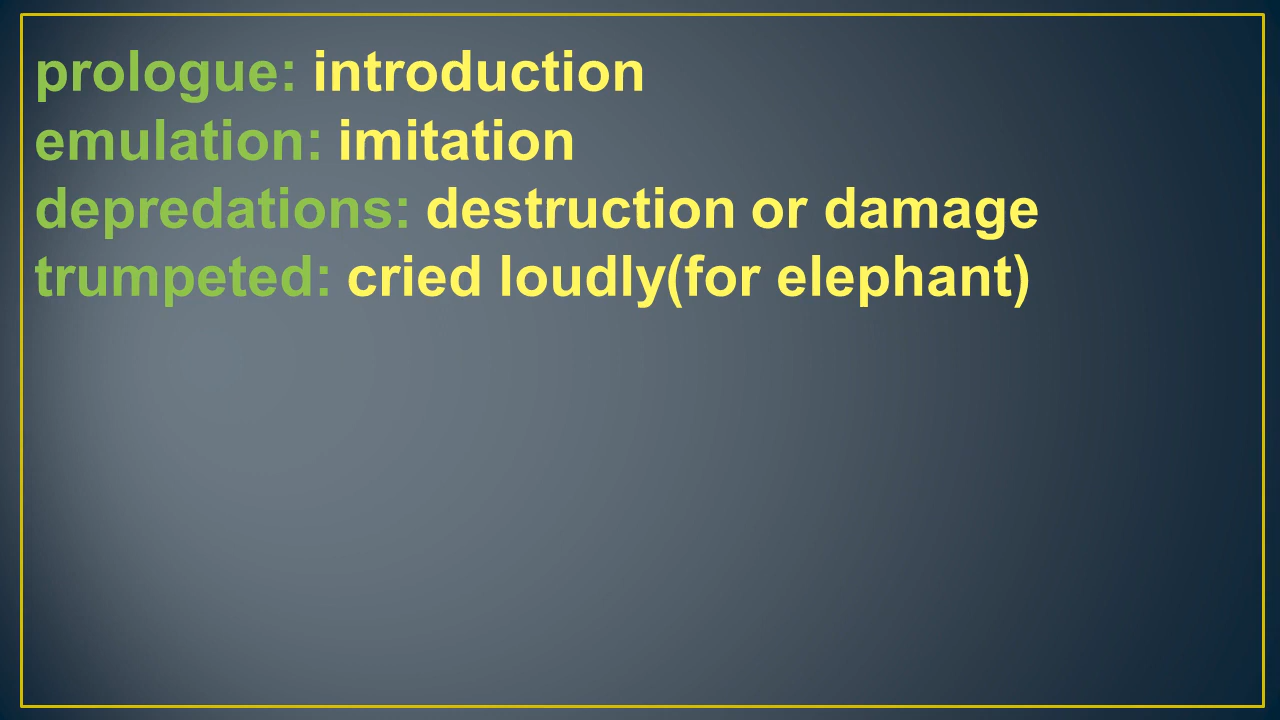 prologue: introduction
emulation: imitation
depredations: destruction or damage
trumpeted: cried loudly(for elephant)